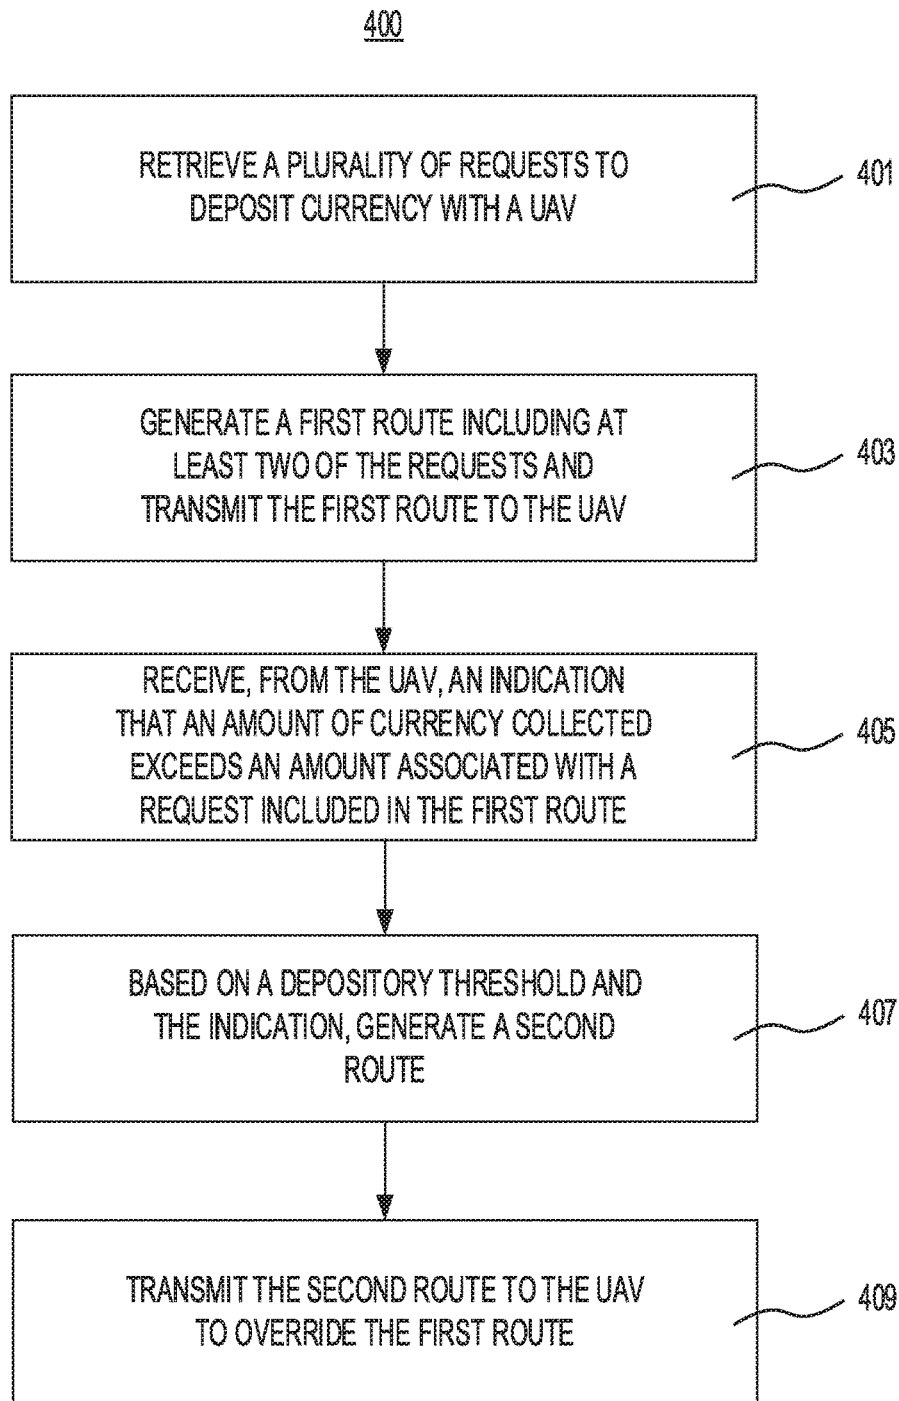 400
RETRIEVE A PLURALITY OF REQUESTS TO
DEPOSIT CURRENCY WITH A UAV
401
GENERATE A FIRST ROUTE INCLUDING AT
LEAST TWO OF THE REQUESTS AND
TRANSMIT THE FIRST ROUTE TO THE UAV
403
RECEIVE, FROM THE UAV, AN INDICATION
THAT AN AMOUNT OF CURRENCY COLLECTED
EXCEEDS AN AMOUNT ASSOCIATED WITH A
REQUEST INCLUDED IN THE FIRST ROUTE
405
BASED ON A DEPOSITORY THRESHOLD AND
THE INDICATION, GENERATE A SECOND
ROUTE
407
TRANSMIT THE SECOND ROUTE TO THE UAV
TO OVERRIDE THE FIRST ROUTE
409